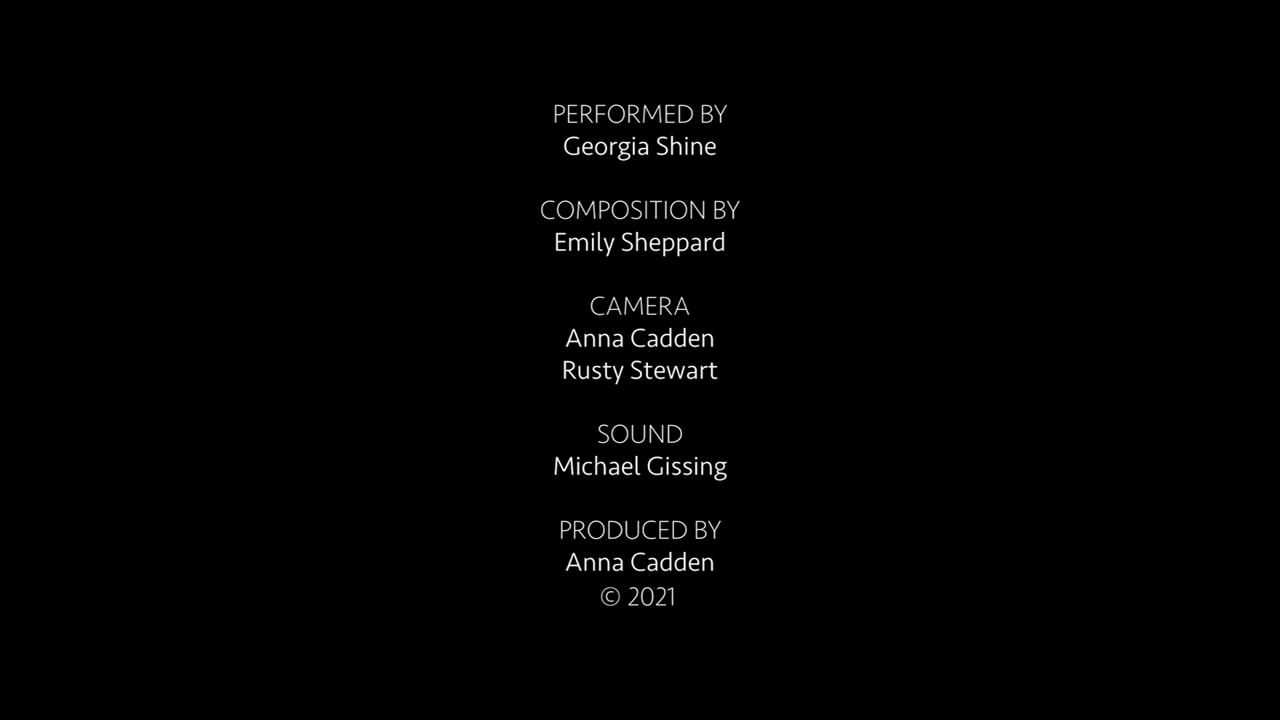 PERFORMED BY
Georgia Shine
COMPOSITION BY
Emily Sheppard
CAMERA
Anna Cadden
Rusty Stewart
SOUND
Michael Gissing
PRODUCED BY
Anna Cadden
© 2021